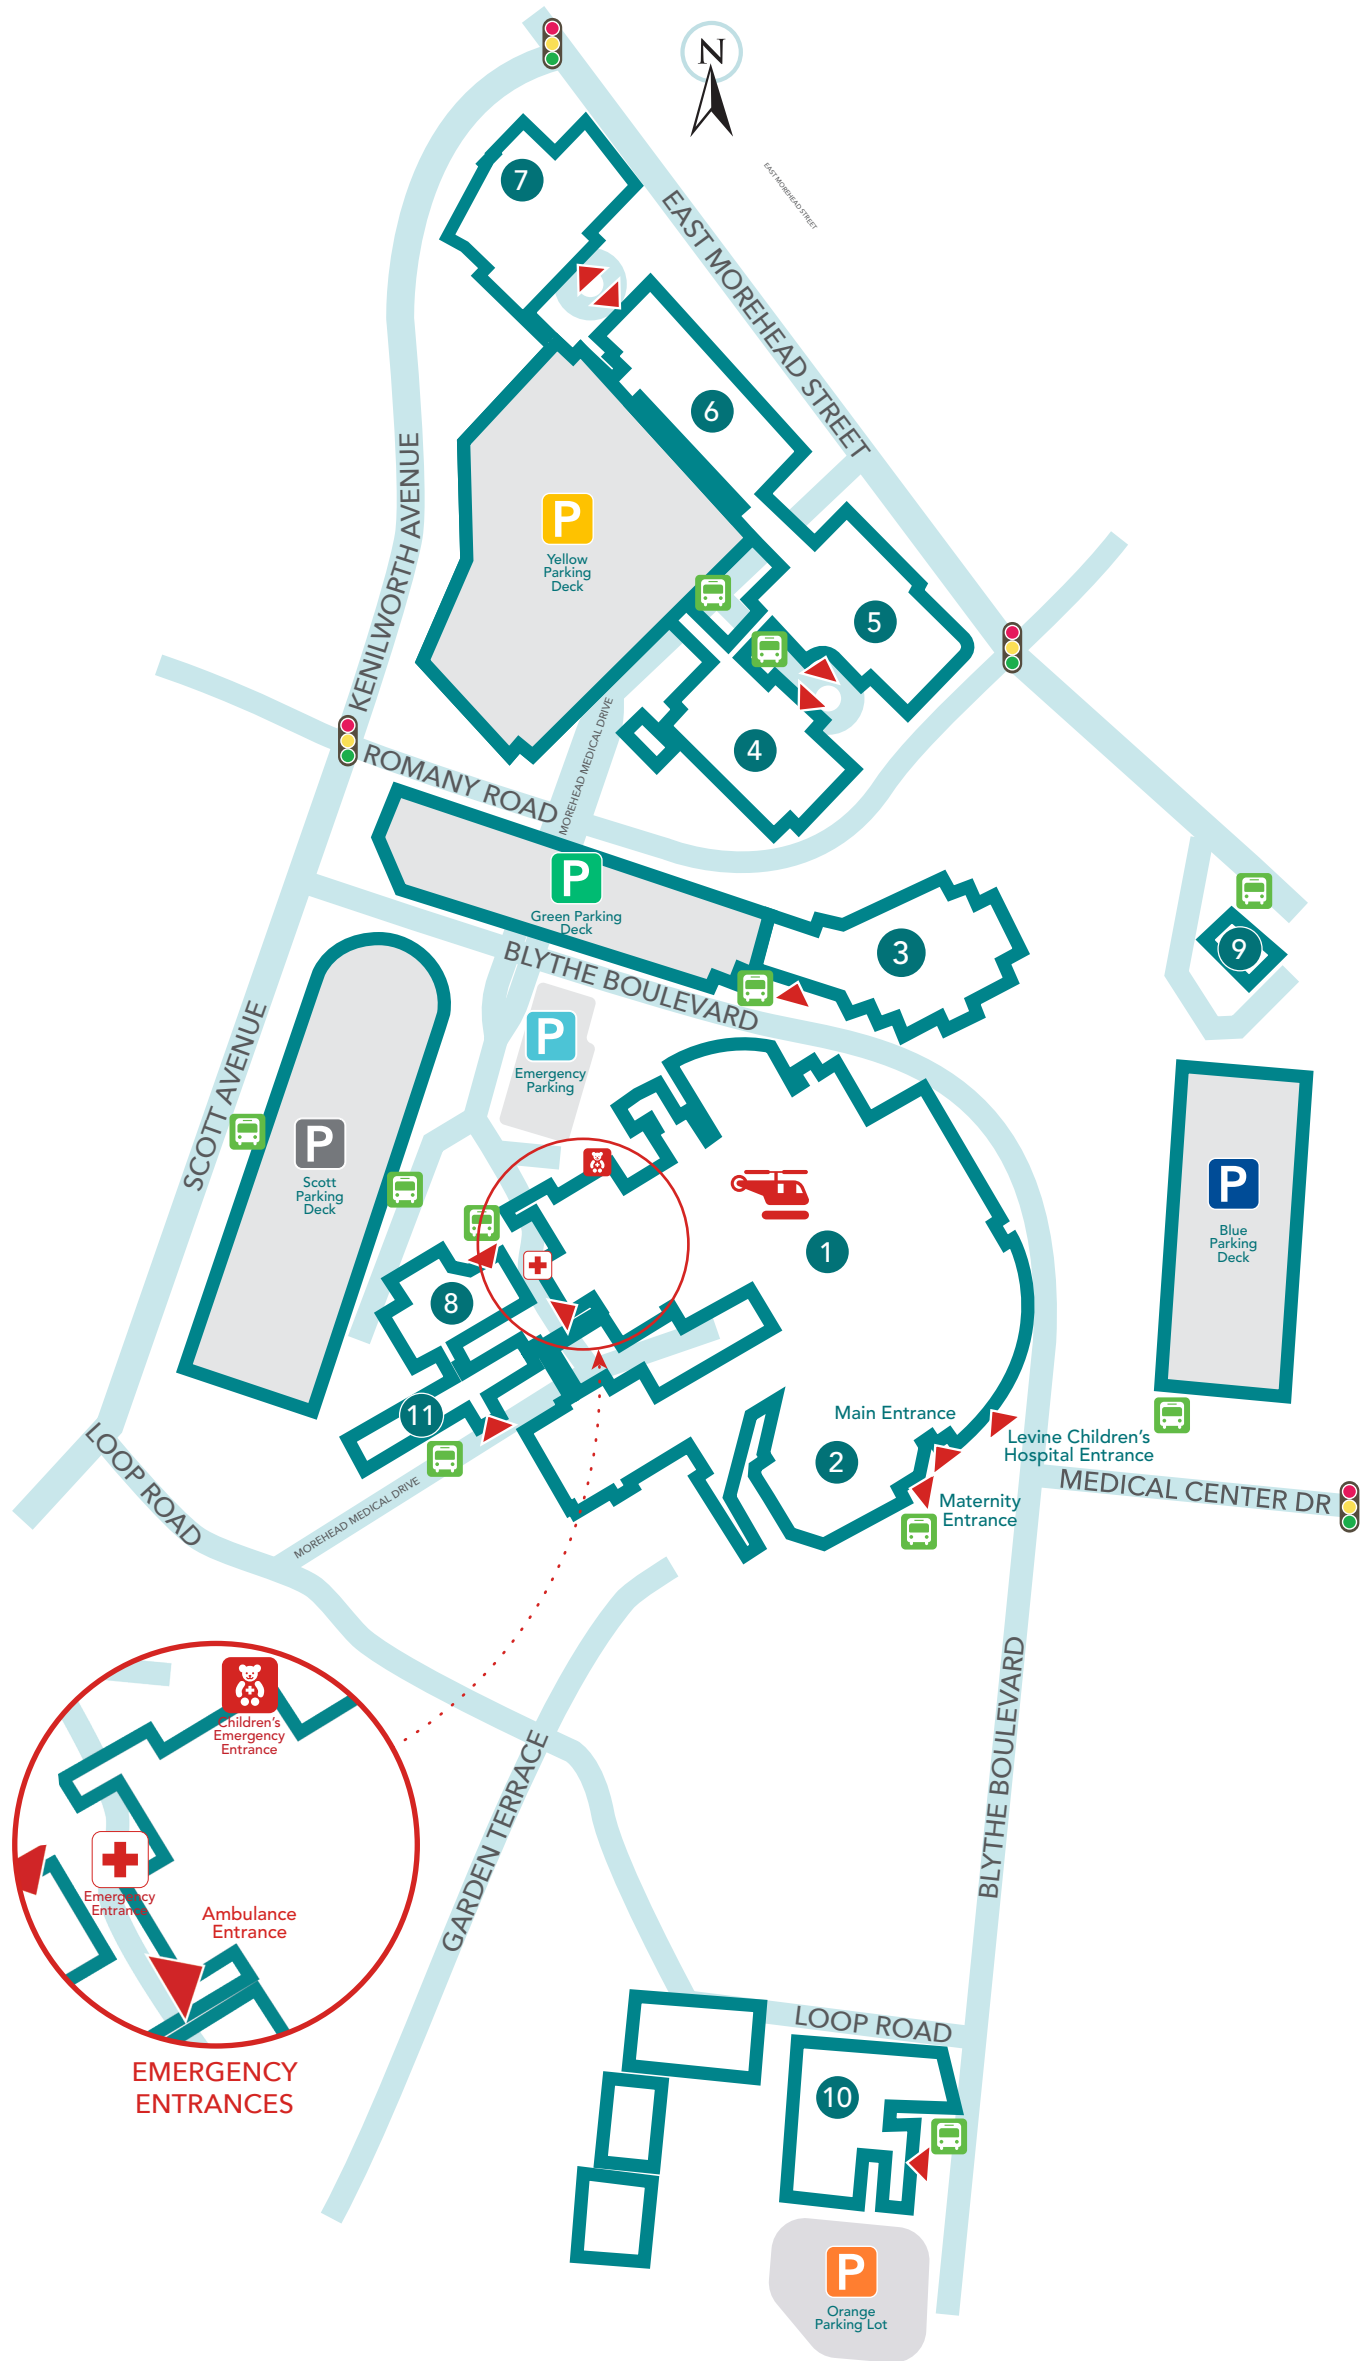 N
EAST MOREHEAD STREET
7
EAST MOREHEAD STREET
6
KENILWORTH AVENUE
P
Yellow
Parking
Deck
5
4
MOREHEAD MEDICAL DRIVE
ROMANY ROAD
P
Green Parking
Deck
3
9
BLYTHE BOULEVARD
P
Emergency
Parking
SCOTT AVENUE
P
Scott
Parking
Deck
P
Blue
Parking
Deck
1
8
11
Main Entrance
Levine Children's
Hospital Entrance
2
MEDICAL CENTER DR
Maternity
Entrance
LOOP ROAD
MOREHEAD MEDICAL DRIVE
BLYTHE BOULEVARD
GARDEN TERRACE
Children's
Emergency
Entrance
Emergency
Entrance
Ambulance
Entrance
EMERGENCY
ENTRANCES
LOOP ROAD
10
P
Orange
Parking Lot